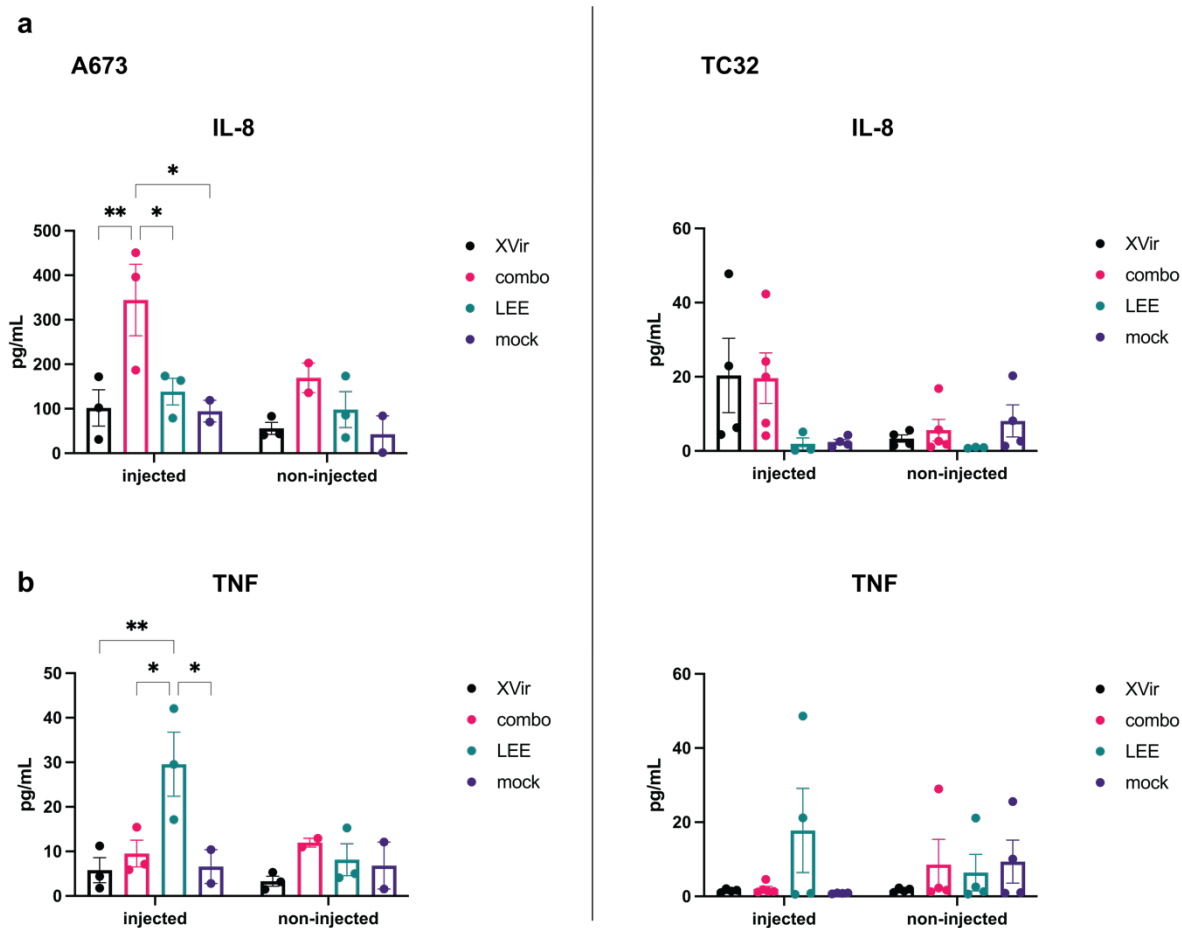 a
A673
IL-8
*
** *
500
400
300
200
100
0
pg/mL
injected non-injected
XVir
combo
LEE
mock
TC32
IL-8
60
40
20
0
pg/mL
injected non-injected
XVir
combo
LEE
mock
b
TNF
**
* *
50
40
30
20
10
0
pg/mL
injected non-injected
XVir
combo
LEE
mock
TNF
60
40
20
0
pg/mL
injected non-injected
XVir
combo
LEE
mock